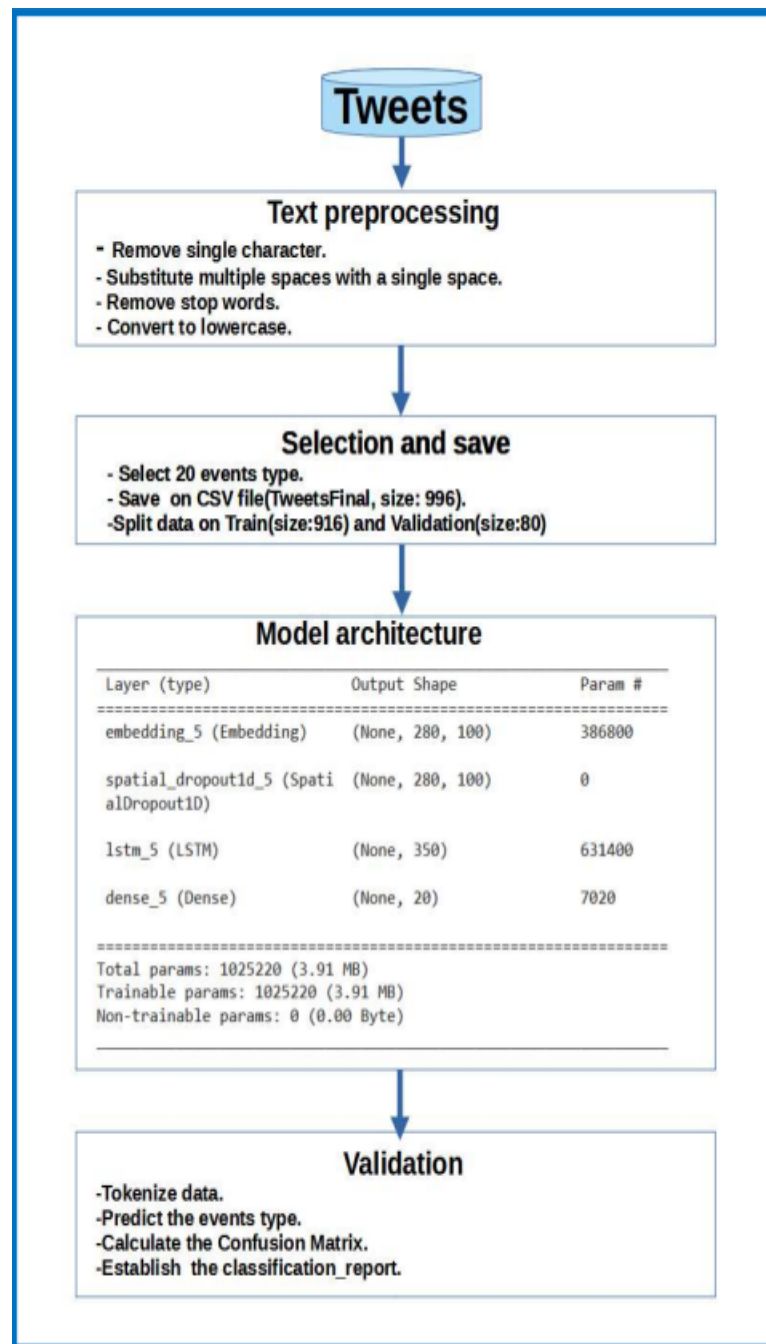 Tweets
Text preprocessing
- Remove single character.
- Substitute multiple spaces with a single space.
- Remove stop words.
- Convert to lowercase.
Selection and save
- Select 20 events type.
- Save on CSV file(TweetsFinal, size: 996).
-Split data on Train(size:916) and Validation(size:80)
Model architecture
Layer (type) Output Shape Param #
=================================================================
embedding_5 (Embedding) (None, 280, 100) 386800
spatial_dropout1d_5 (Spati (None, 280, 100) 0
alDropout1D)
lstm_5 (LSTM) (None, 350) 631400
dense_5 (Dense) (None, 20) 7020
=================================================================
Total params: 1025220 (3.91 MB)
Trainable params: 1025220 (3.91 MB)
Non-trainable params: 0 (0.00 Byte)
Validation
-Tokenize data.
-Predict the events type.
-Calculate the Confusion Matrix.
-Establish the classification_report.